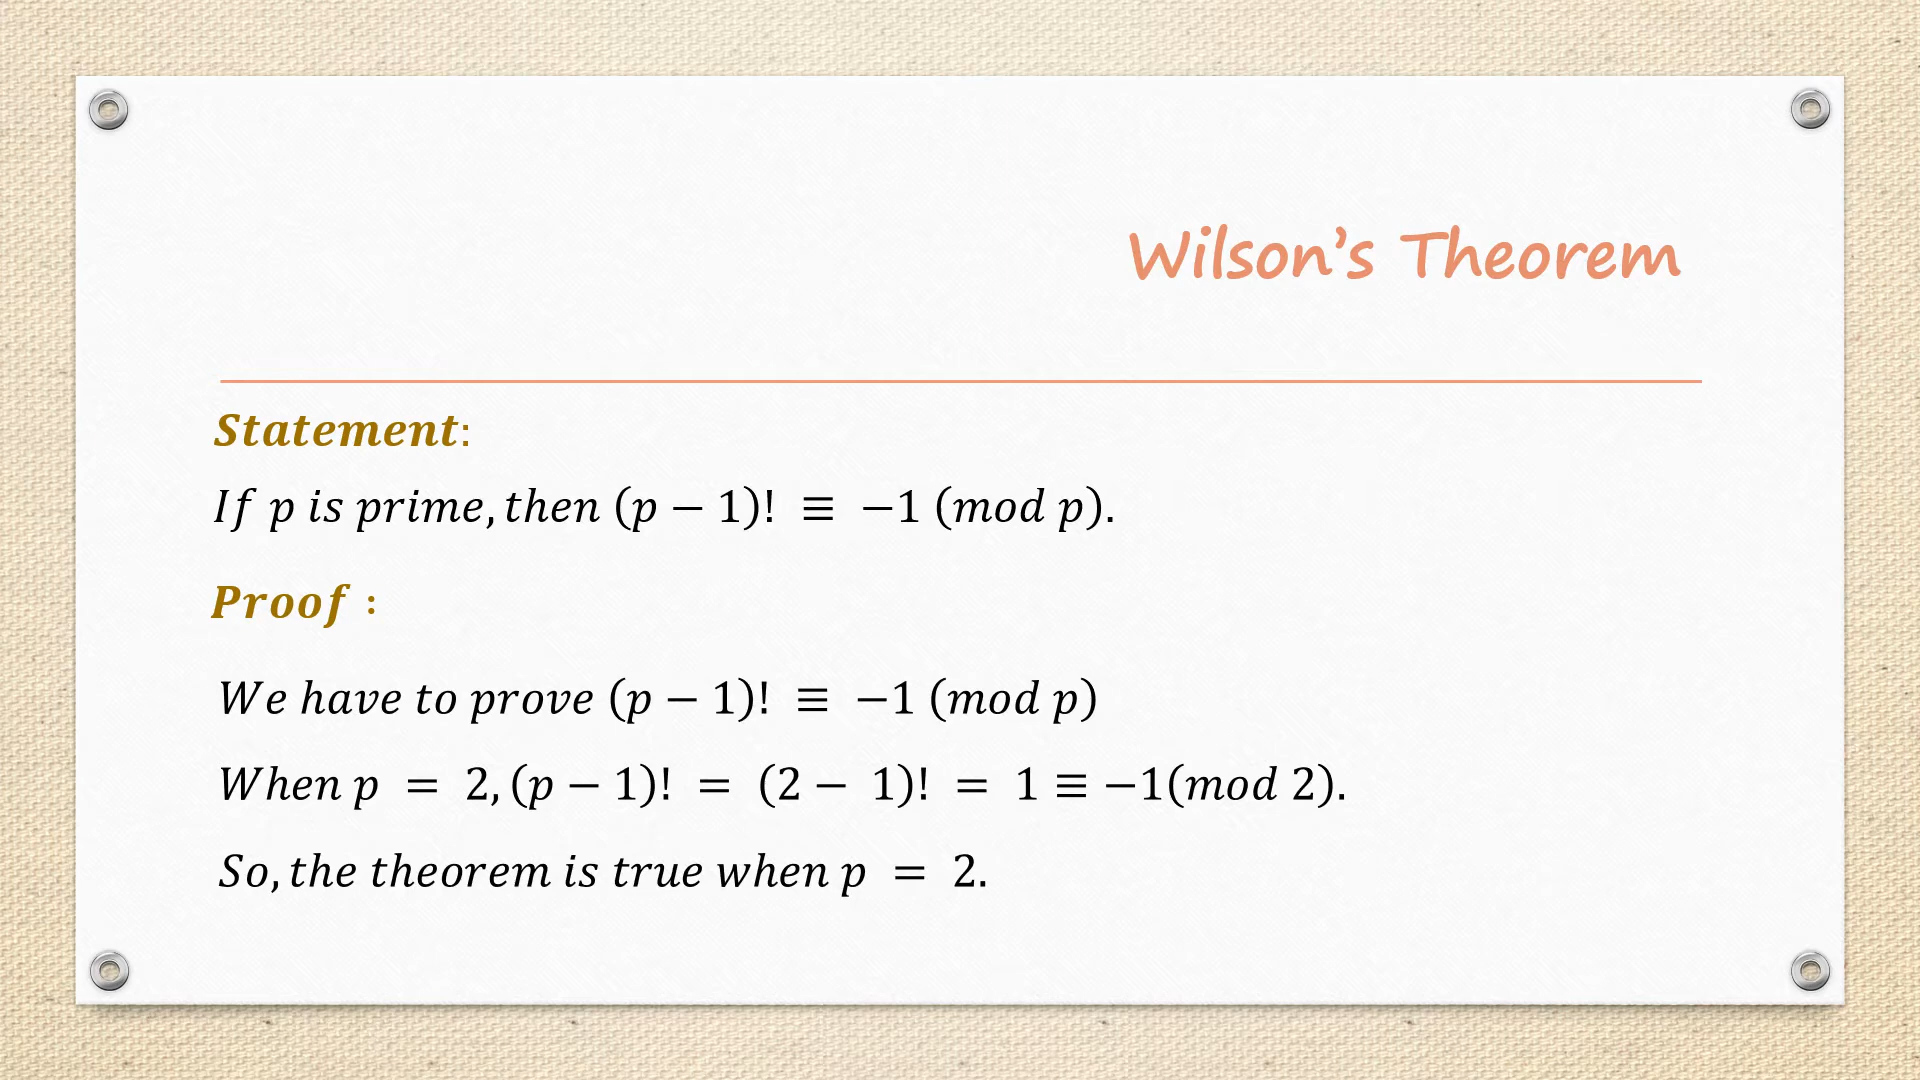 Wilson's Theorem
Statement:
If p is prime, then (p − 1)! ≡ −1 (mod p).
Proof :
We have to prove (p − 1)! ≡ −1 (mod p)
When p = 2, (p − 1)! = (2 − 1)! = 1 ≡ −1(mod 2).
So, the theorem is true when p = 2.